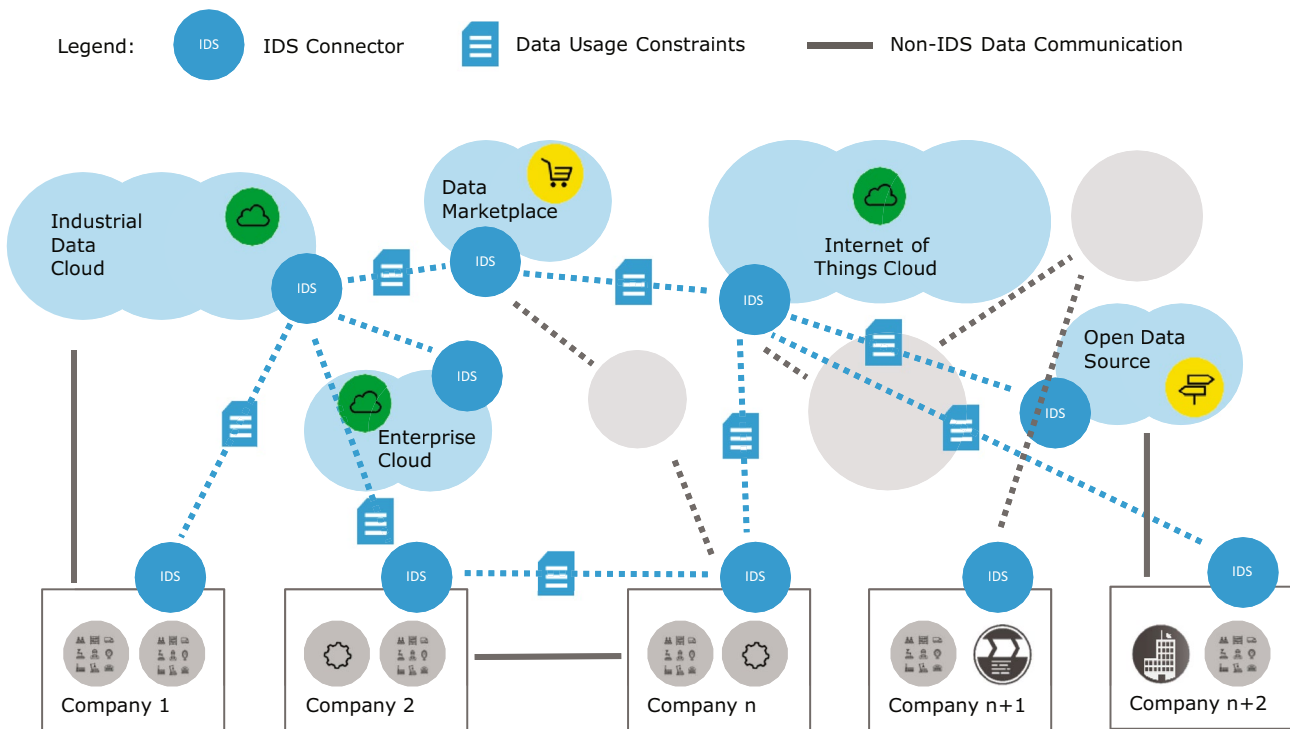 Legend:
IDS
IDS Connector
Data Usage Constraints
Non-IDS Data Communication
Industrial
Data
Cloud
Data
Marketplace
Internet of
Things Cloud
IDS
IDS
IDS
Open Data
Source
IDS
IDS
Enterprise
Cloud
IDS
IDS
IDS
IDS
IDS
Company 1
Company 2
Company n
Company n+1
Company n+2